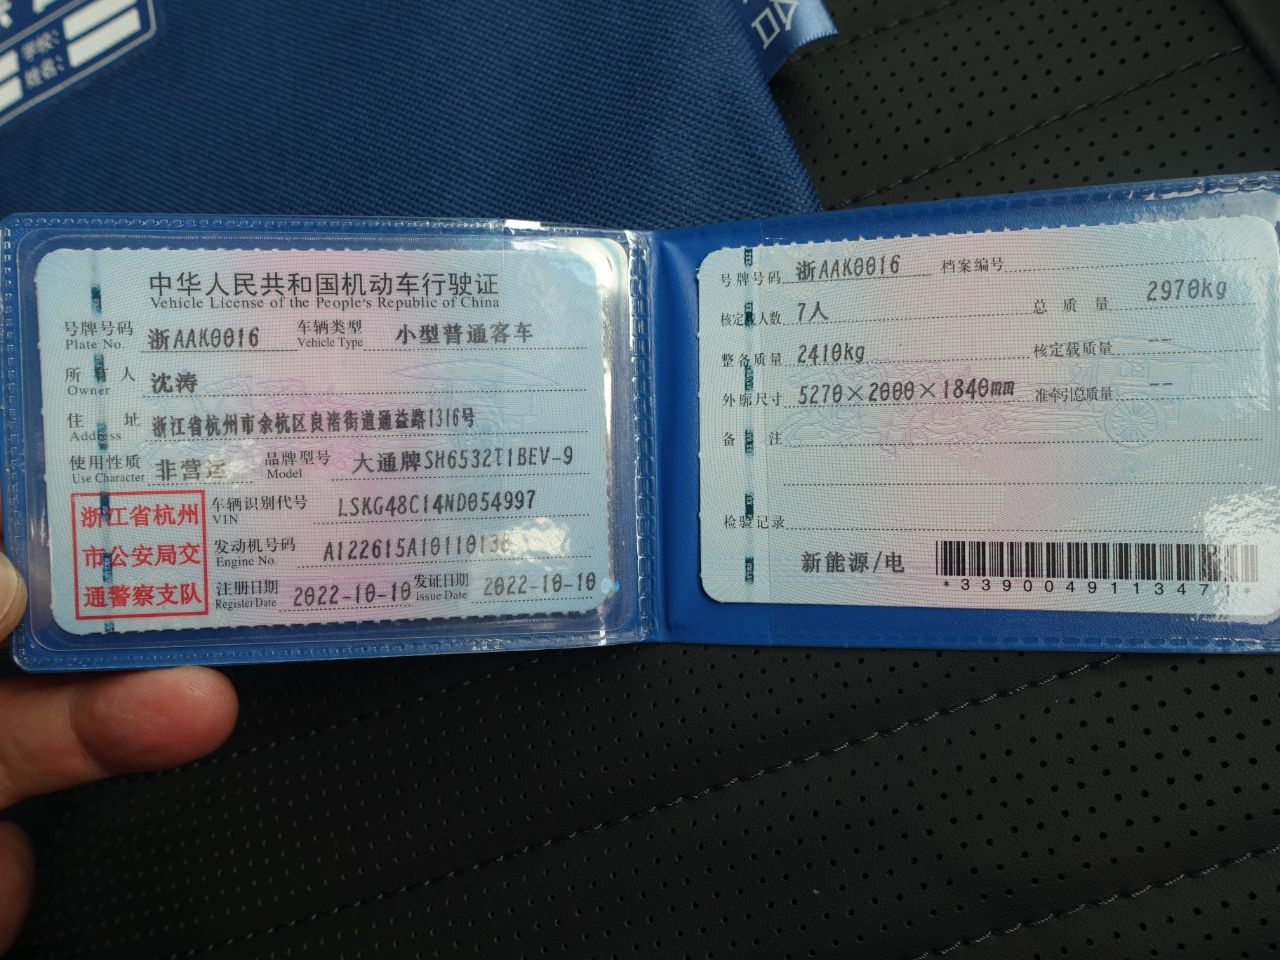 学校:
姓名:
中华人民共和国机动车行驶证
Vehicle License of the People's Republic of China
号牌号码 浙AAK0016 车辆类型 小型普通客车
Plate No. Vehicle Type
所有人 沈涛
Owner
住址 浙江省杭州市余杭区良渚街道通益路1316号
Address
使用性质 非营运 品牌型号 大通牌SH6532T1BEV-9
Use Character Model
浙江省杭州
市公安局交
通警察支队
车辆识别代号 LSKG48C14ND054997
VIN
发动机号码 A122615A10110138
Engine No.
注册日期 2022-10-10 发证日期 2022-10-10
Register Date Issue Date
号牌号码 浙AAK0016 档案编号
核定载人数 7人 总质量 2970kg
整备质量 2410kg 核定载质量 --
外廓尺寸 5270×2000×1840mm 准牵引总质量 --
备注
检验记录
新能源/电
*3390049113471*